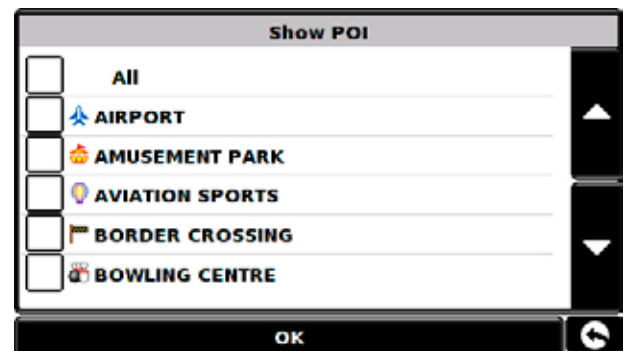 Show POI
All
AIRPORT
AMUSEMENT PARK
AVIATION SPORTS
BORDER CROSSING
BOWLING CENTRE
OK